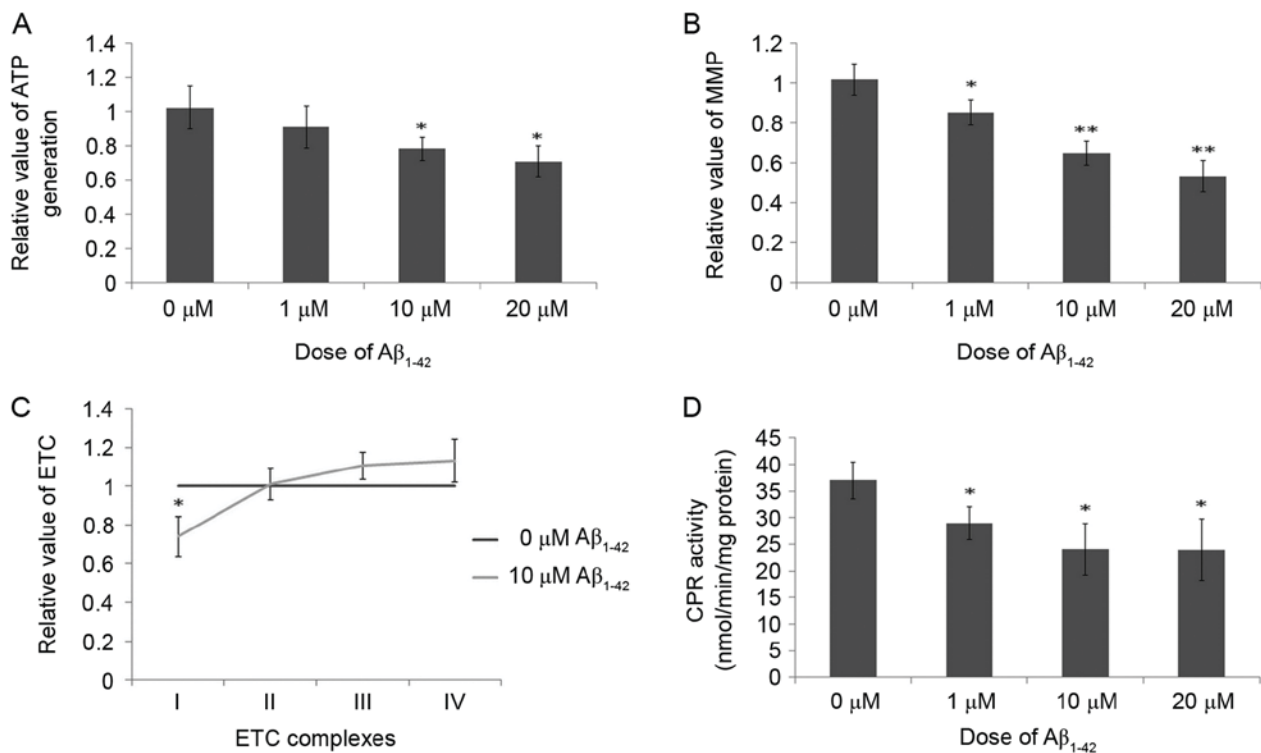 A
Relative value of ATP
generation
1.4
1.2
1
0.8
0.6
0.4
0.2
0
*
*
0 μM
1 μM
10 μM
20 μM
Dose of Aβ1-42
B
Relative value of MMP
1.2
1
0.8
0.6
0.4
0.2
0
*
**
**
0 μM
1 μM
10 μM
20 μM
Dose of Aβ1-42
C
Relative value of ETC
1.4
1.2
1
0.8
0.6
0.4
0.2
0
*
0 μM Aβ1-42
10 μM Aβ1-42
I
II
III
IV
ETC complexes
D
CPR activity
(nmol/min/mg protein)
45
40
35
30
25
20
15
10
5
0
*
*
*
0 μM
1 μM
10 μM
20 μM
Dose of Aβ1-42